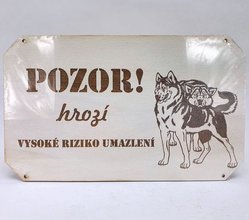 POZOR!
hrozí
VYSOKÉ RIZIKO UMAZLENÍ